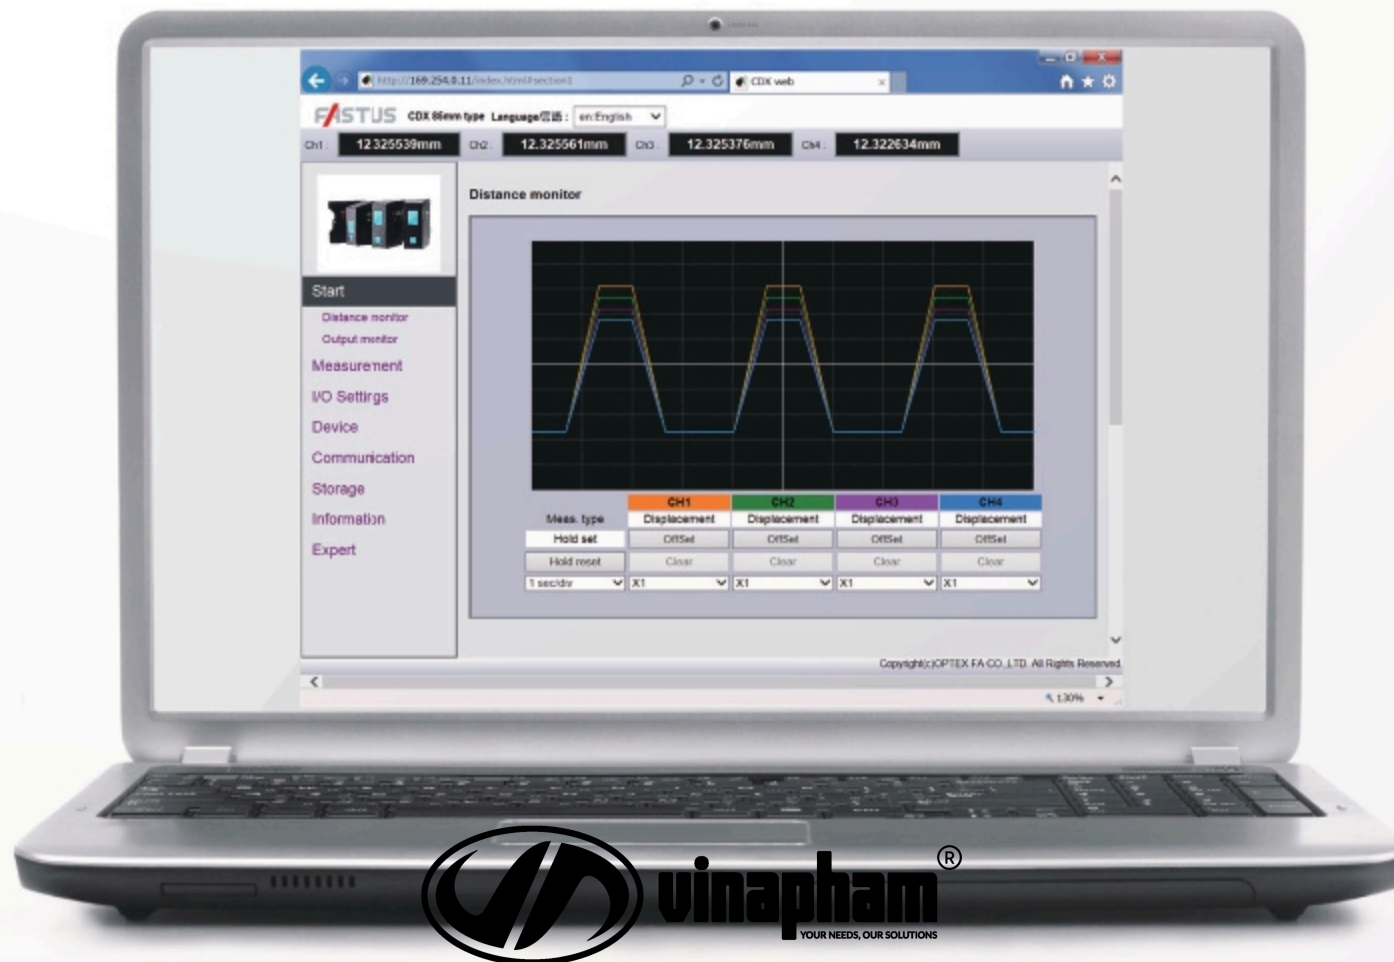 http://169.254.0.11/index.html#section1
CDX web
FASTUS CDX 85mm type Language/言語 : en:English
Ch1 : 12.325539mm Ch2 : 12.325561mm Ch3 : 12.325376mm Ch4 : 12.322634mm
Distance monitor
Start
Distance monitor
Output monitor
Measurement
I/O Settings
Device
Communication
Storage
Information
Expert
CH1 CH2 CH3 CH4
Meas. type Displacement Displacement Displacement Displacement
Hold set OffSet OffSet OffSet OffSet
Hold reset Clear Clear Clear Clear
1 sec/div X1 X1 X1 X1
Copyright(c)OPTEX FA CO.,LTD. All Rights Reserved.
130%
vinapham®
YOUR NEEDS, OUR SOLUTIONS